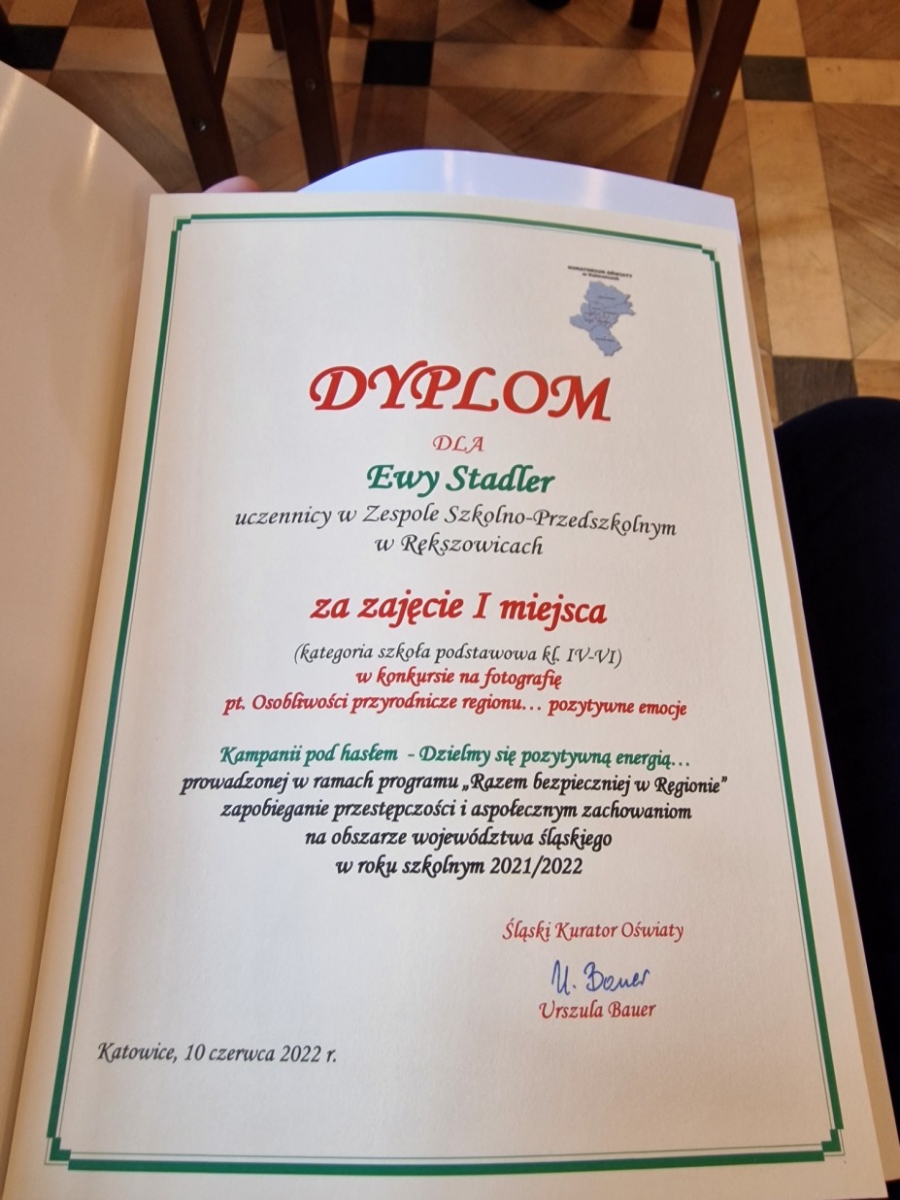 KURATORIUM OŚWIATY
w Katowicach
DYPLOM
DLA
Ewy Stadler
uczennicy w Zespole Szkolno-Przedszkolnym
w Rększowicach
za zajęcie I miejsca
(kategoria szkoła podstawowa kl. IV-VI)
w konkursie na fotografię
pt. Osobliwości przyrodnicze regionu... pozytywne emocje
Kampanii pod hasłem - Dzielmy się pozytywną energią...
prowadzonej w ramach programu „Razem bezpieczniej w Regionie"
zapobieganie przestępczości i aspołecznym zachowaniom
na obszarze województwa śląskiego
w roku szkolnym 2021/2022
Śląski Kurator Oświaty
U. Bauer
Urszula Bauer
Katowice, 10 czerwca 2022 r.